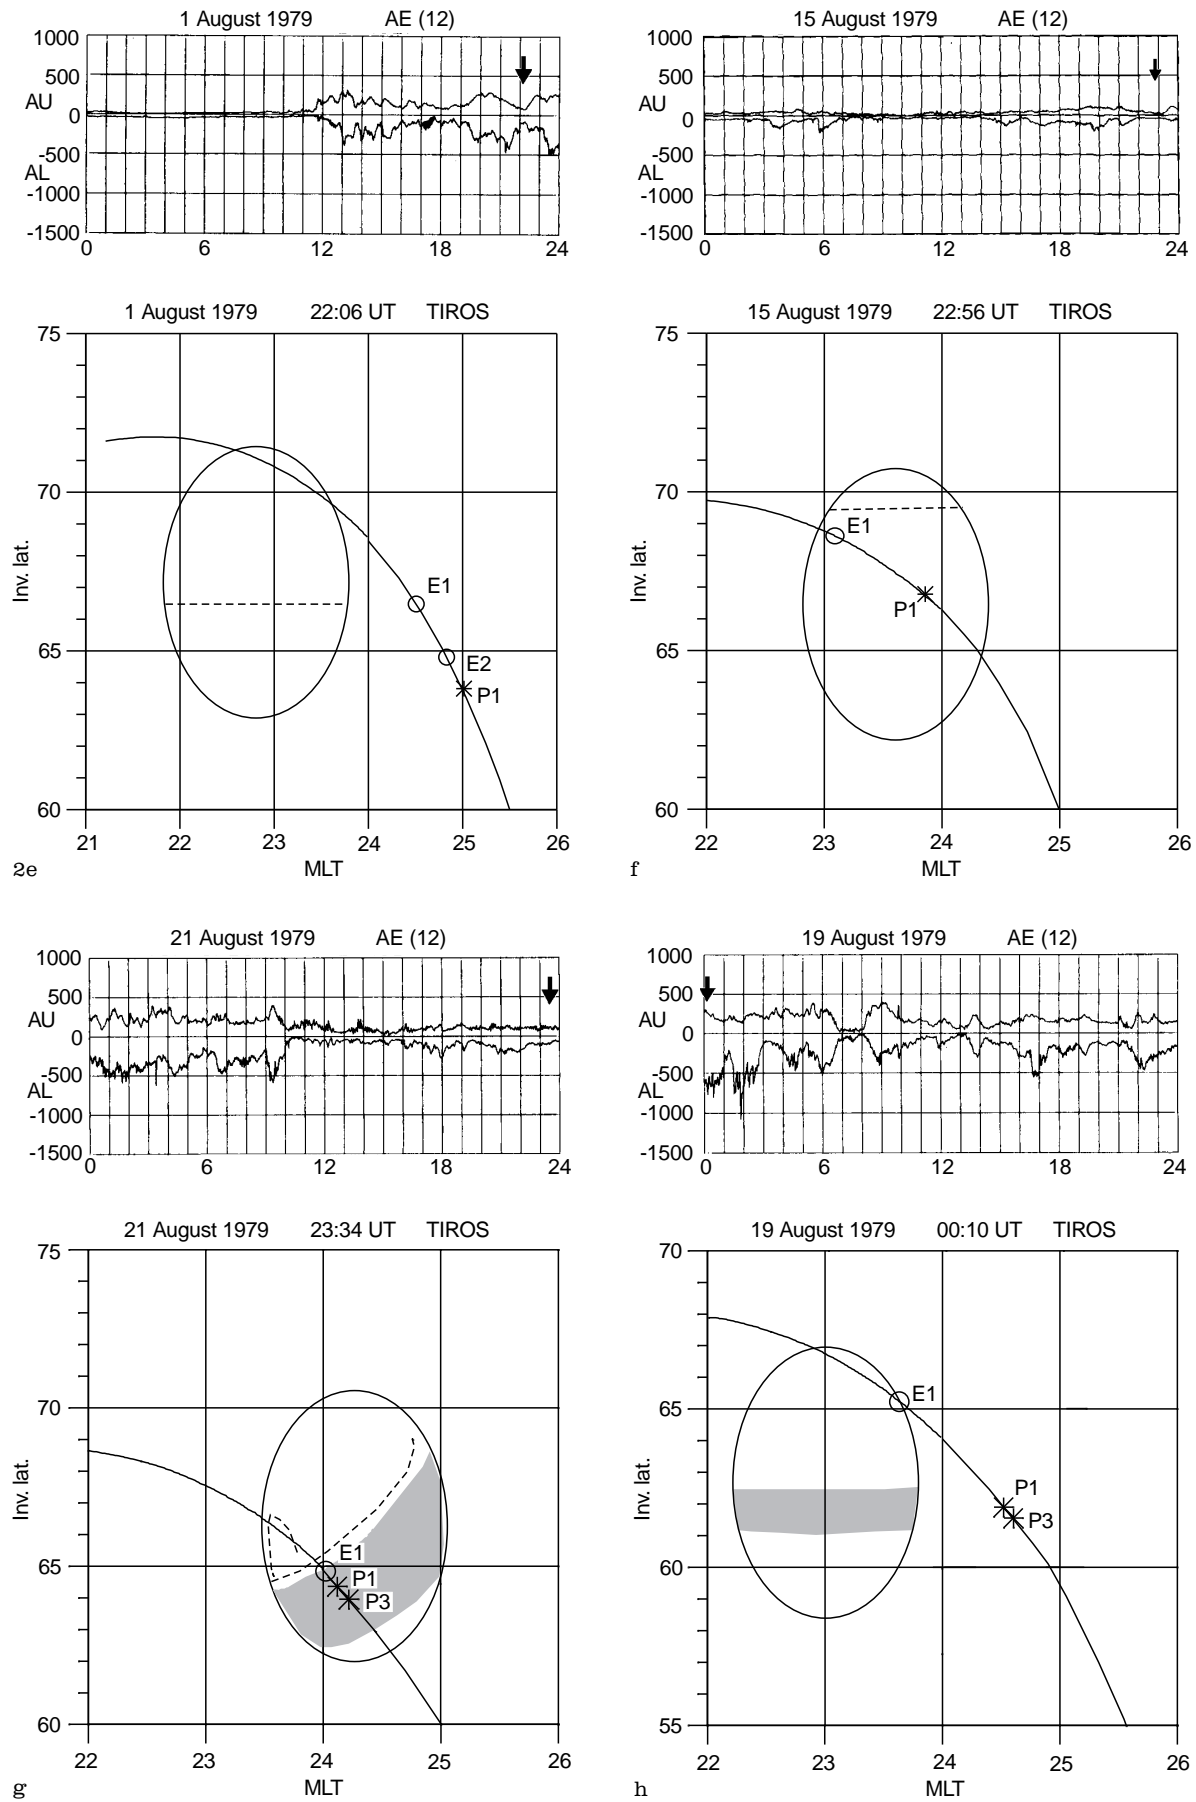 1 August 1979 AE (12)
1000
500
AU
0
-500
AL
-1000
-1500
0 6 12 18 24
15 August 1979 AE (12)
1000
500
AU
0
-500
AL
-1000
-1500
0 6 12 18 24
1 August 1979 22:06 UT TIROS
75
70
65
60
Inv. lat.
E1
E2
P1
21 22 23 24 25 26
MLT
2e
15 August 1979 22:56 UT TIROS
75
70
65
60
Inv. lat.
E1
P1
22 23 24 25 26
MLT
f
21 August 1979 AE (12)
1000
500
AU
0
-500
AL
-1000
-1500
0 6 12 18 24
19 August 1979 AE (12)
1000
500
AU
0
-500
AL
-1000
-1500
0 6 12 18 24
21 August 1979 23:34 UT TIROS
75
70
65
60
Inv. lat.
E1
P1
P3
22 23 24 25 26
MLT
g
19 August 1979 00:10 UT TIROS
70
65
60
55
Inv. lat.
E1
P1
P3
22 23 24 25 26
MLT
h